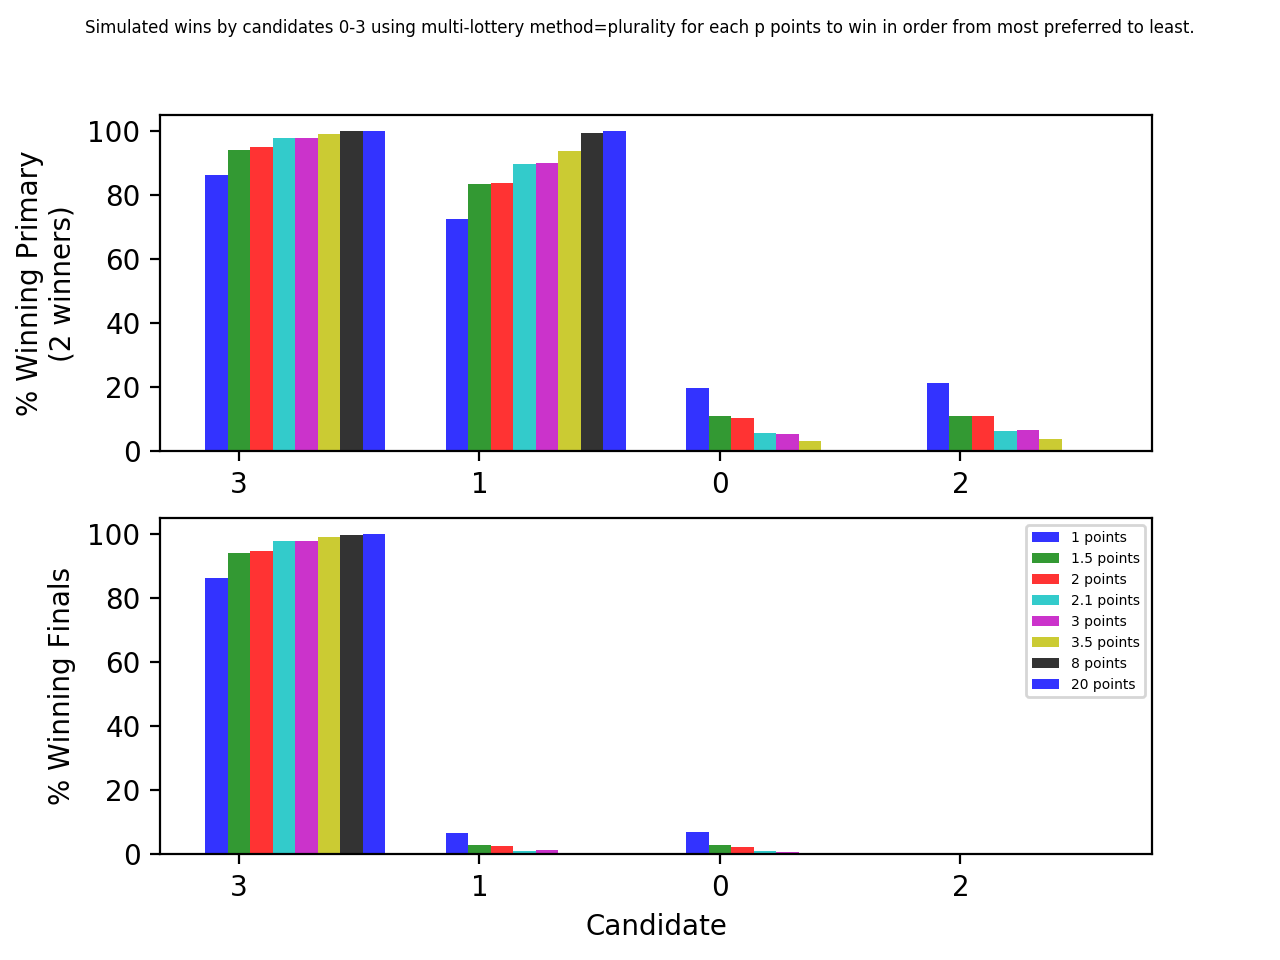 Simulated wins by candidates 0-3 using multi-lottery method=plurality for each p points to win in order from most preferred to least.
% Winning Primary
(2 winners)
100
80
60
40
20
0
3 1 0 2
% Winning Finals
100
80
60
40
20
0
1 points
1.5 points
2 points
2.1 points
3 points
3.5 points
8 points
20 points
3 1 0 2
Candidate